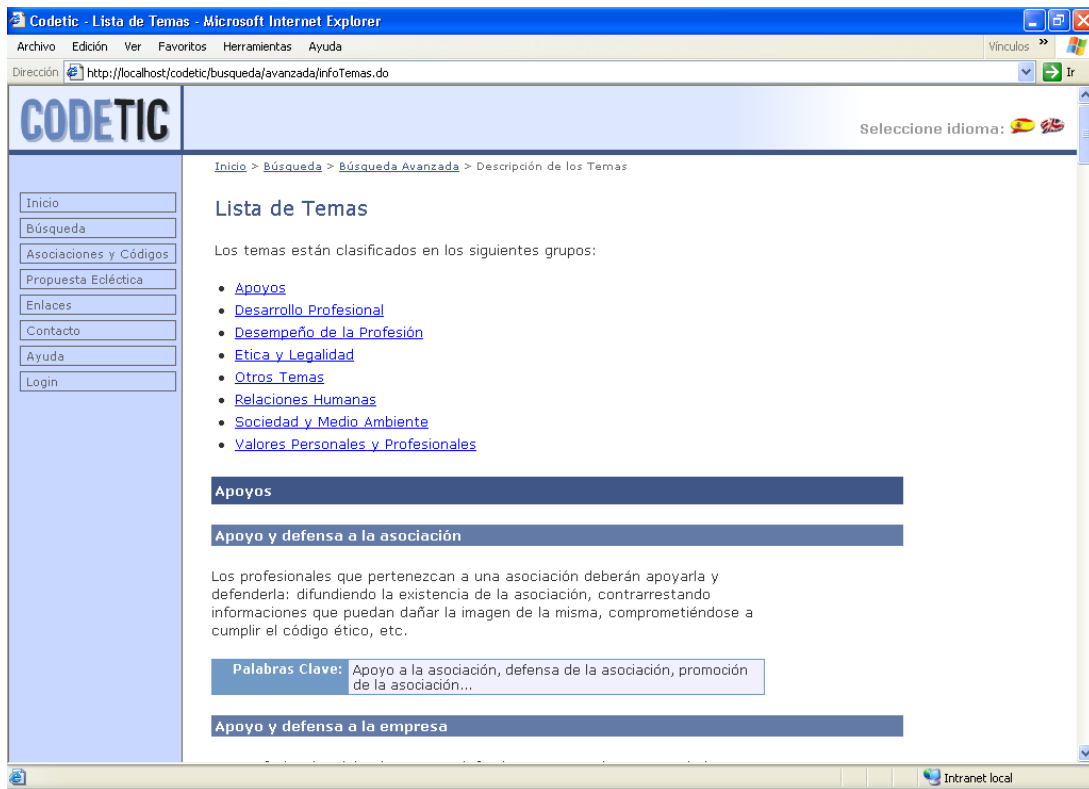 Codetic - Lista de Temas - Microsoft Internet Explorer
Archivo Edición Ver Favoritos Herramientas Ayuda
Vínculos »
Dirección http://localhost/codetic/busqueda/avanzada/infoTemas.do
Ir
CODETIC
Seleccione idioma:
Inicio > Búsqueda > Búsqueda Avanzada > Descripción de los Temas
Inicio
Búsqueda
Asociaciones y Códigos
Propuesta Ecléctica
Enlaces
Contacto
Ayuda
Login
Lista de Temas
Los temas están clasificados en los siguientes grupos:
• Apoyos
• Desarrollo Profesional
• Desempeño de la Profesión
• Etica y Legalidad
• Otros Temas
• Relaciones Humanas
• Sociedad y Medio Ambiente
• Valores Personales y Profesionales
Apoyos
Apoyo y defensa a la asociación
Los profesionales que pertenezcan a una asociación deberán apoyarla y
defenderla: difundiendo la existencia de la asociación, contrarrestando
informaciones que puedan dañar la imagen de la misma, comprometiéndose a
cumplir el código ético, etc.
Palabras Clave: Apoyo a la asociación, defensa de la asociación, promoción
de la asociación...
Apoyo y defensa a la empresa
Intranet local